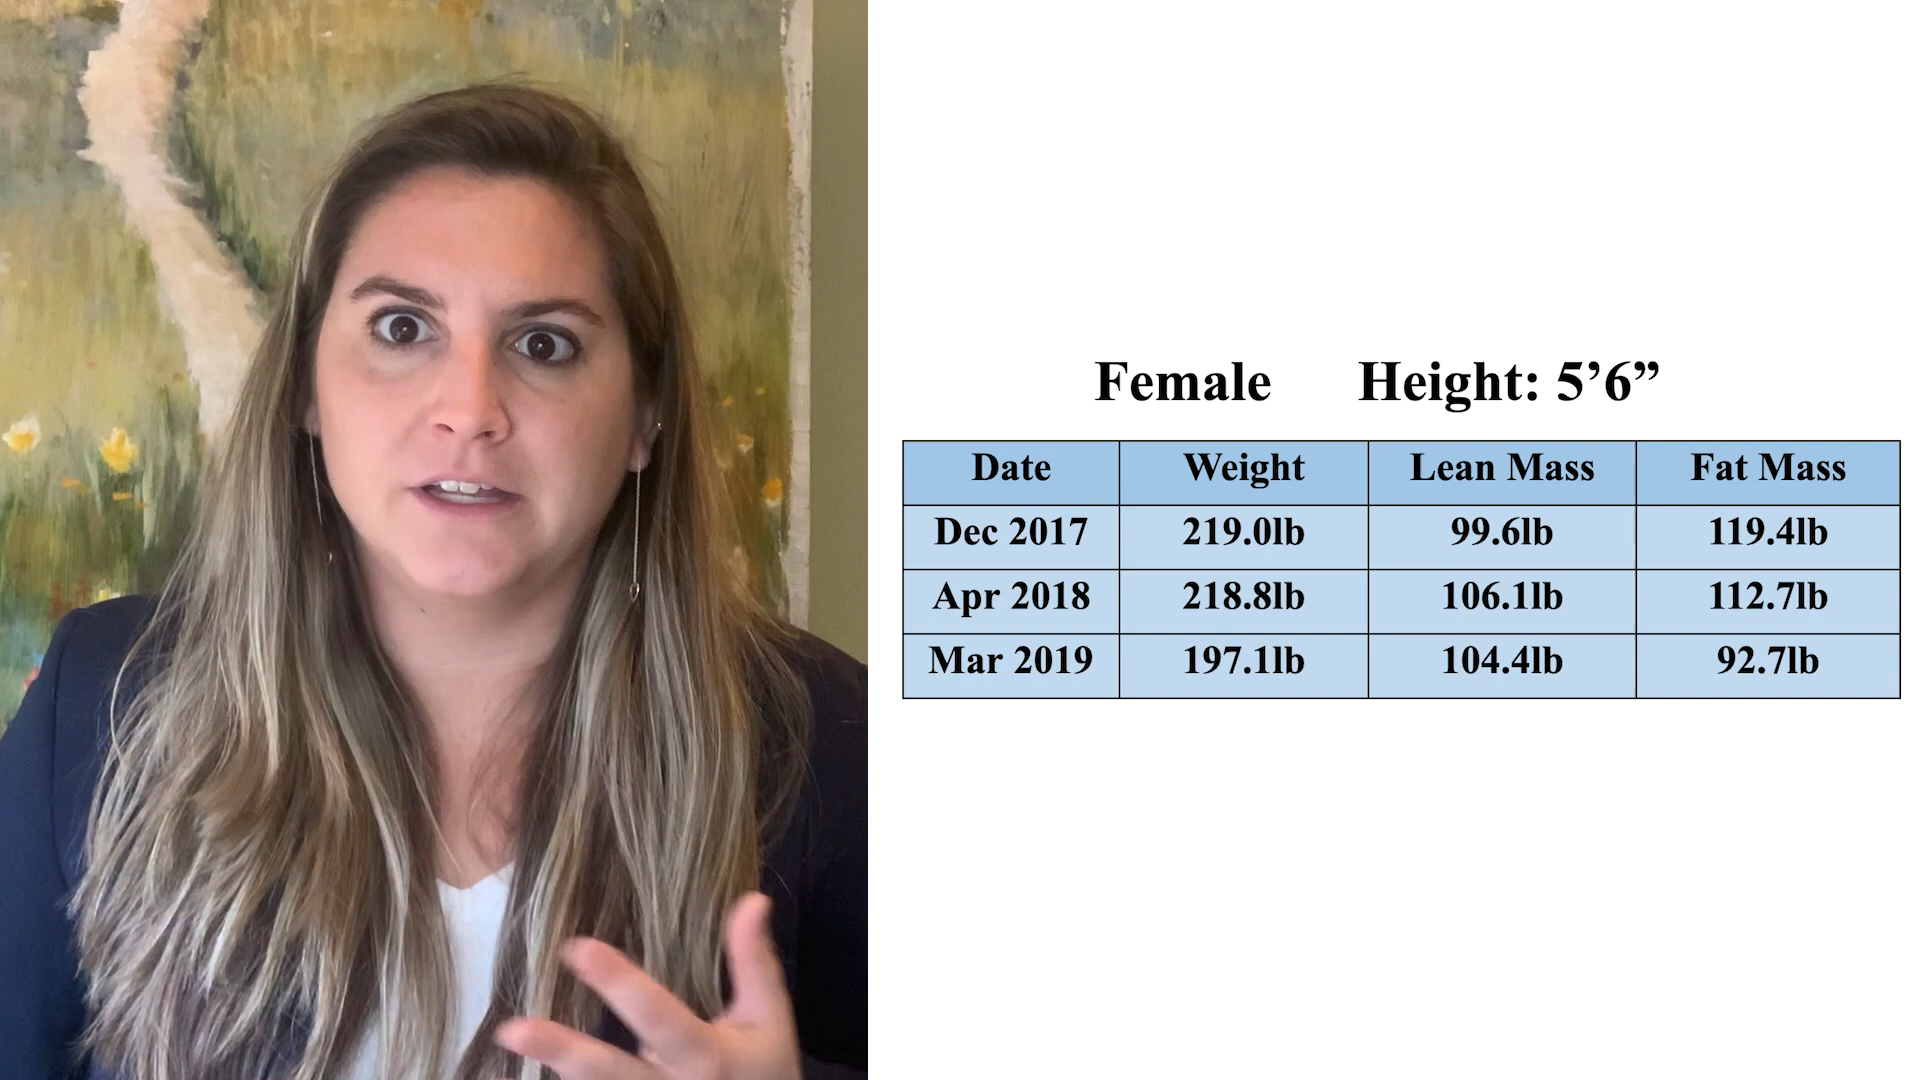 Female Height: 5’6”
Date Weight Lean Mass Fat Mass
Dec 2017 219.0lb 99.6lb 119.4lb
Apr 2018 218.8lb 106.1lb 112.7lb
Mar 2019 197.1lb 104.4lb 92.7lb